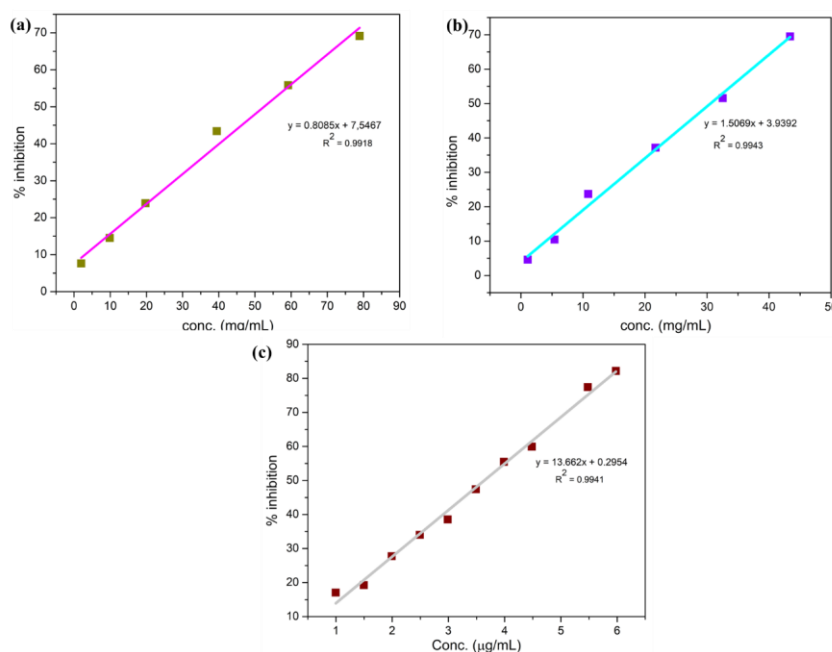 (a)
70
60
50
40
30
20
10
0
% inhibition
y = 0.8085x + 7,5467
R2 = 0.9918
0 10 20 30 40 50 60 70 80 90
conc. (mg/mL)
(b)
70
60
50
40
30
20
10
0
% inhibition
y = 1.5069x + 3.9392
R2 = 0.9943
0 10 20 30 40 50
conc. (mg/mL)
(c)
90
80
70
60
50
40
30
20
10
% inhibition
y = 13.662x + 0.2954
R2 = 0.9941
1 2 3 4 5 6
Conc. (μg/mL)